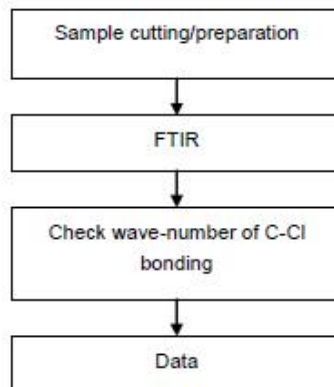 Sample cutting/preparation
FTIR
Check wave-number of C-Cl
bonding
Data